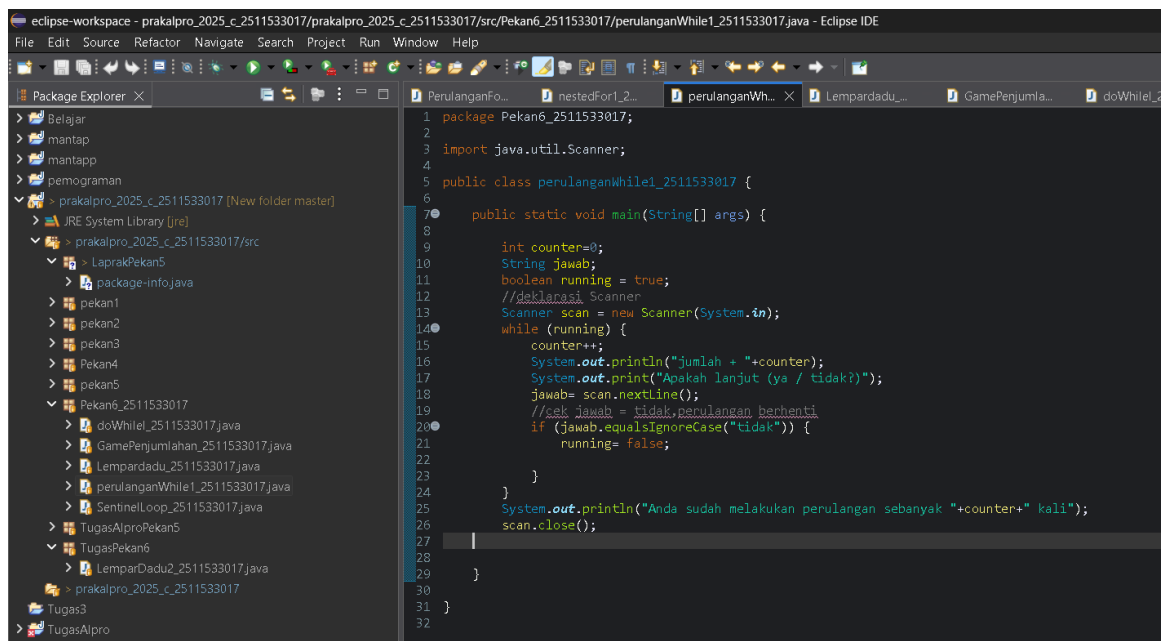 eclipse-workspace - prakalpro_2025_c_2511533017/prakalpro_2025_c_2511533017/src/Pekan6_2511533017/perulanganWhile1_2511533017.java - Eclipse IDE
File Edit Source Refactor Navigate Search Project Run Window Help
Package Explorer
> Belajar
> mantap
> mantapp
> pemograman
> prakalpro_2025_c_2511533017 [New folder master]
> JRE System Library [jre]
> prakalpro_2025_c_2511533017/src
> LaprakPekan5
> package-info.java
> pekan1
> pekan2
> pekan3
> Pekan4
> pekan5
Pekan6_2511533017
> doWhileI_2511533017.java
> GamePenjumlahan_2511533017.java
> Lempardadu_2511533017.java
> perulanganWhile1_2511533017.java
> SentinelLoop_2511533017.java
> TugasAlproPekan5
TugasPekan6
> LemparDadu2_2511533017.java
> prakalpro_2025_c_2511533017
Tugas3
> TugasAlpro
PerulanganFo... nestedFor1_2... perulanganWh... Lempardadu_... GamePenjumla... doWhileI_2
1 package Pekan6_2511533017;
2
3 import java.util.Scanner;
4
5 public class perulanganWhile1_2511533017 {
6
7 public static void main(String[] args) {
8
9 int counter=0;
10 String jawab;
11 boolean running = true;
12 //deklarasi Scanner
13 Scanner scan = new Scanner(System.in);
14 while (running) {
15 counter++;
16 System.out.println("jumlah + "+counter);
17 System.out.print("Apakah lanjut (ya / tidak?)");
18 jawab= scan.nextLine();
19 //cek jawab = tidak,perulangan berhenti
20 if (jawab.equalsIgnoreCase("tidak")) {
21 running= false;
22
23 }
24 }
25 System.out.println("Anda sudah melakukan perulangan sebanyak "+counter+" kali");
26 scan.close();
27
28
29 }
30
31 }
32